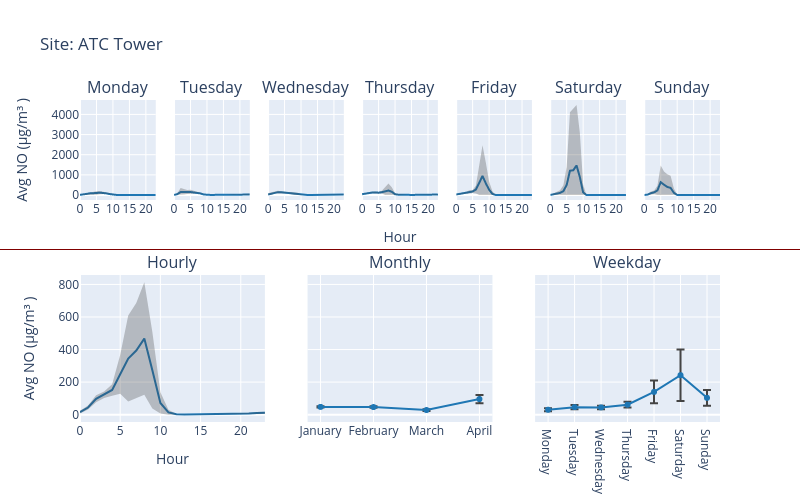 Site: ATC Tower
Monday Tuesday Wednesday Thursday Friday Saturday Sunday
Avg NO (µg/m³ )
4000
3000
2000
1000
0
0 5 10 15 20 0 5 10 15 20 0 5 10 15 20 0 5 10 15 20 0 5 10 15 20 0 5 10 15 20 0 5 10 15 20
Hour
Hourly Monthly Weekday
Avg NO (µg/m³ )
800
600
400
200
0
0 5 10 15 20
January February March April
Monday
Tuesday
Wednesday
Thursday
Friday
Saturday
Sunday
Hour